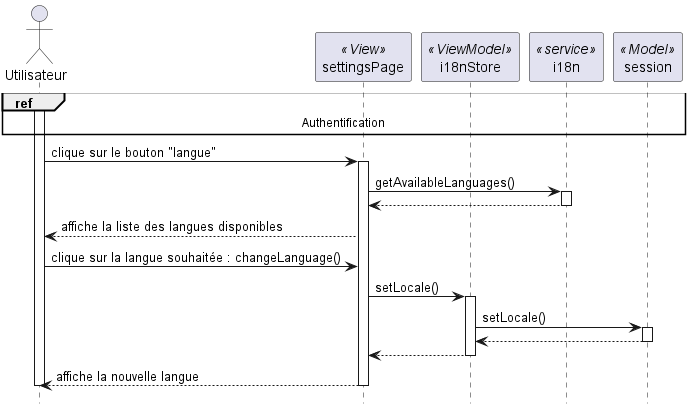 Utilisateur
« View»
settingsPage
« ViewModel»
i18nStore
« service»
i18n
« Model»
session
ref
Authentification
clique sur le bouton "langue"
getAvailableLanguages()
affiche la liste des langues disponibles
clique sur la langue souhaitée : changeLanguage()
setLocale()
setLocale()
affiche la nouvelle langue